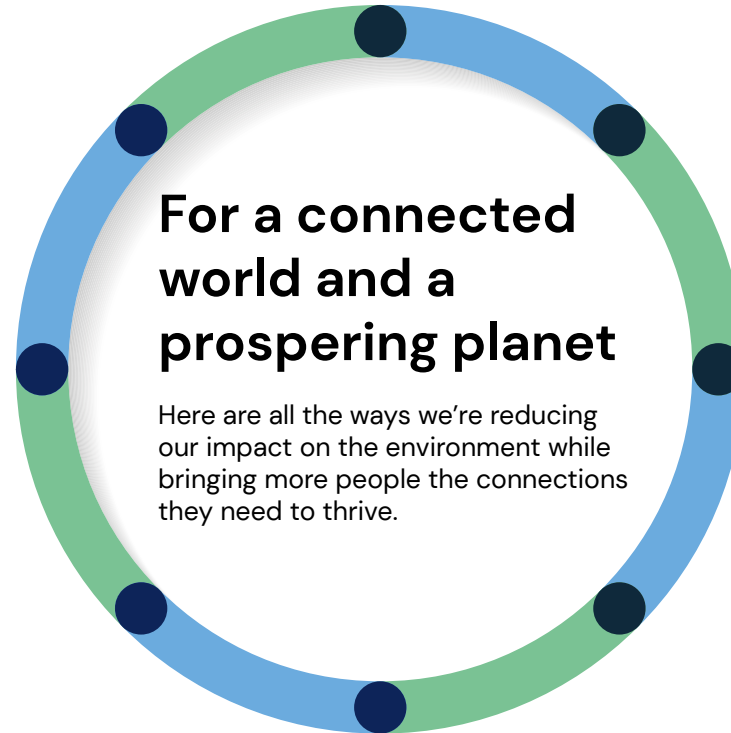 For a connected
world and a
prospering planet
Here are all the ways we’re reducing
our impact on the environment while
bringing more people the connections
they need to thrive.